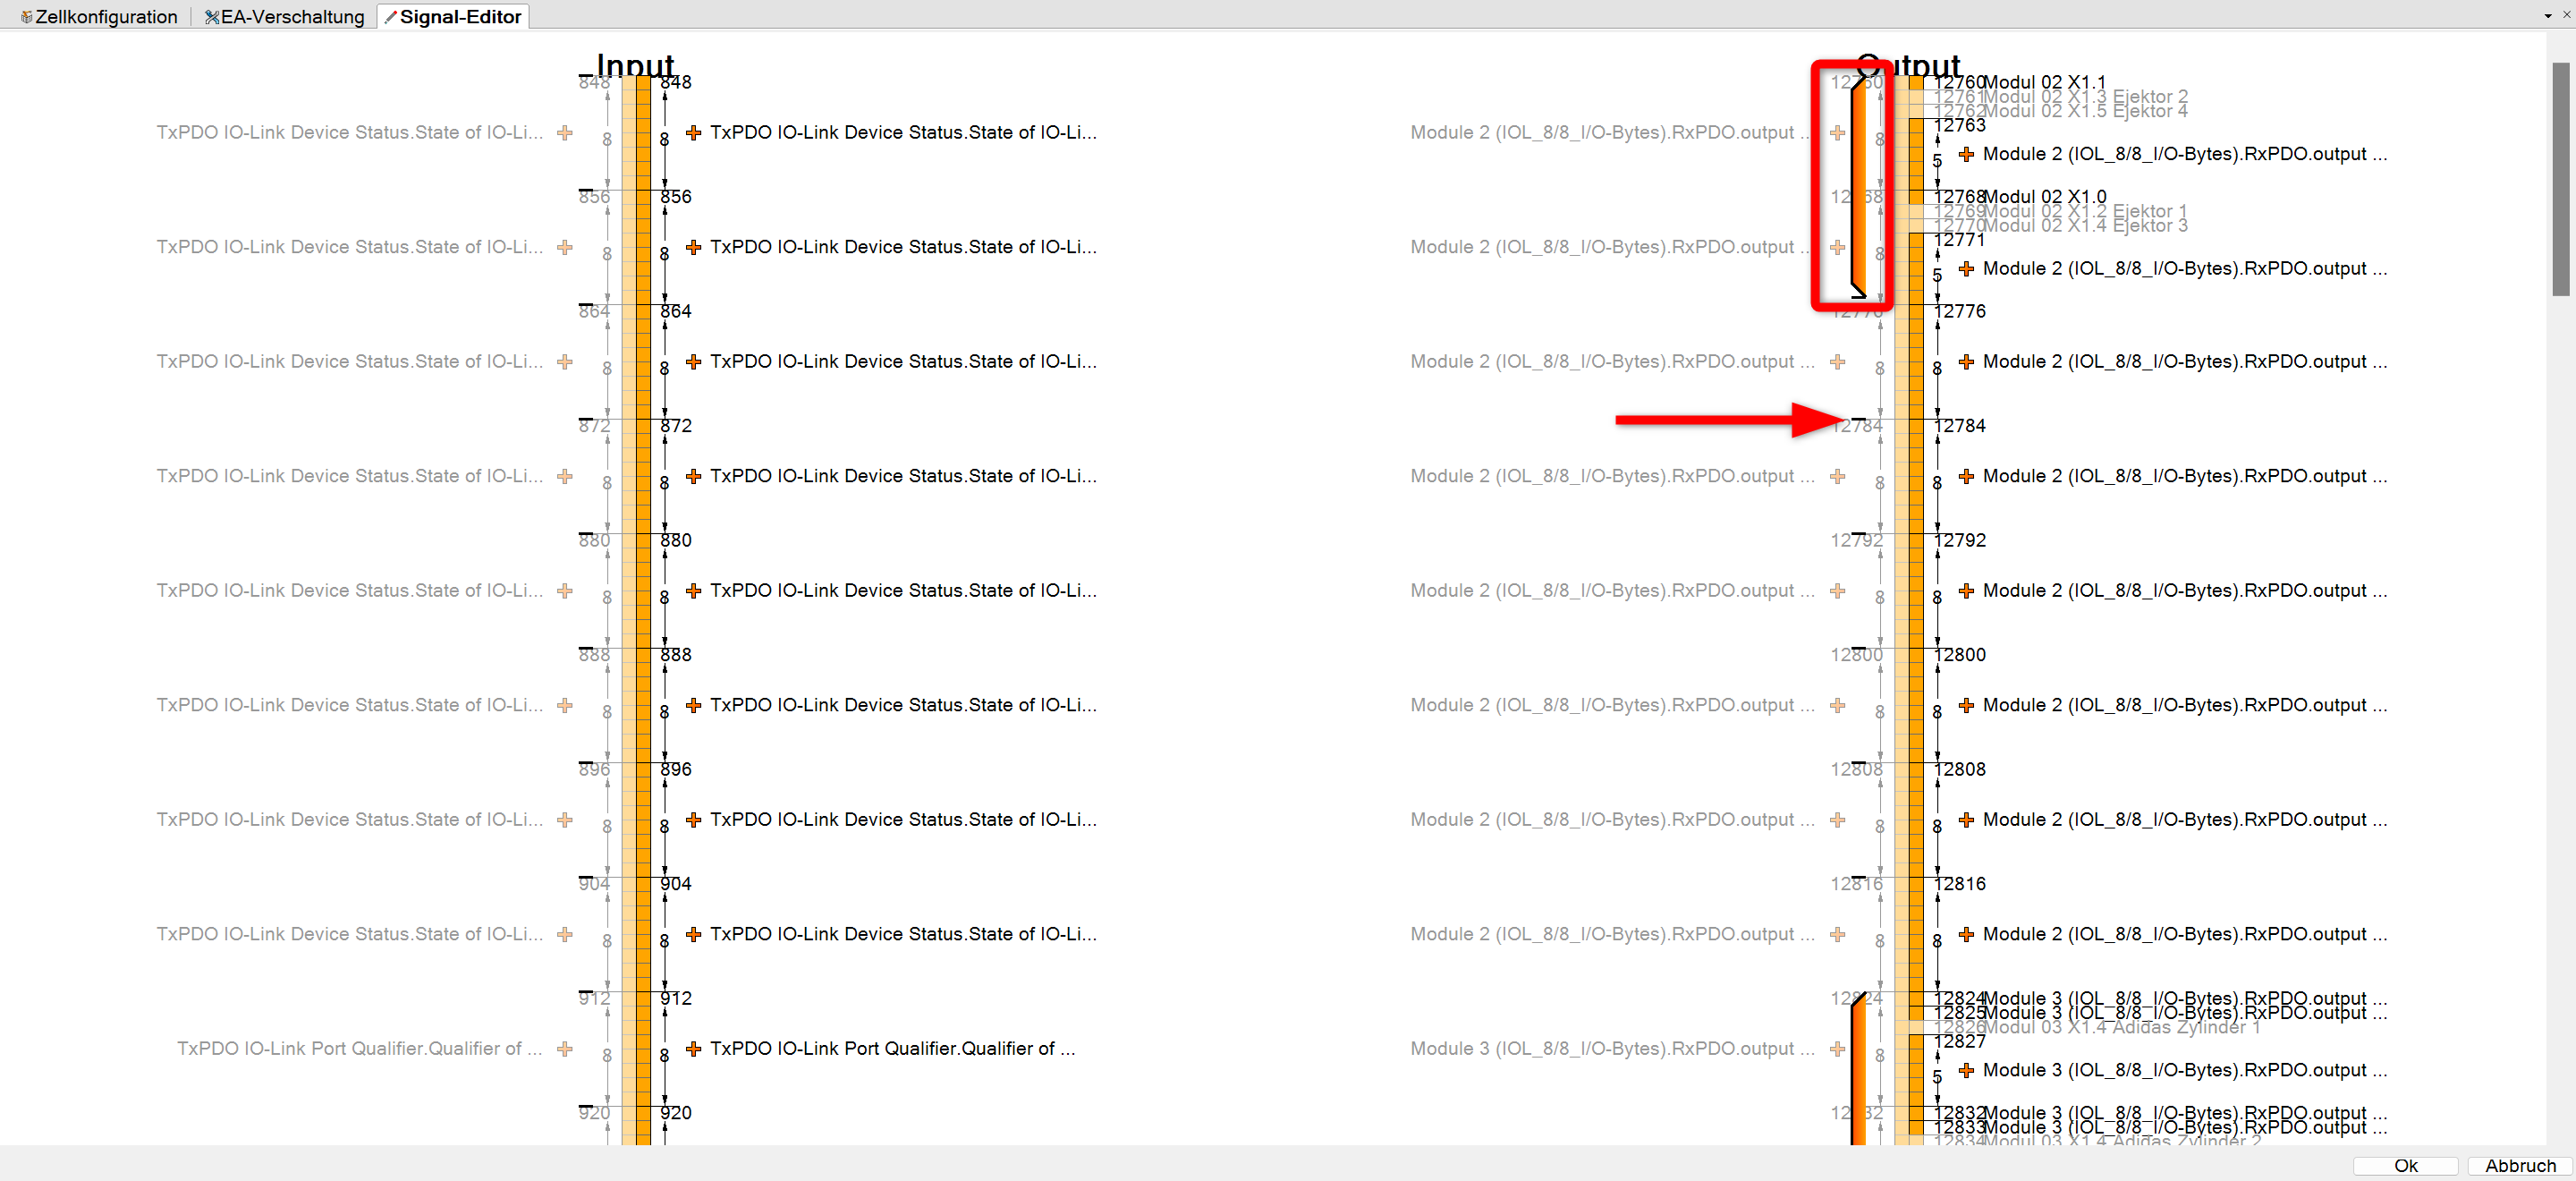 Zellkonfiguration EA-Verschaltung Signal-Editor
Input
848 848
TxPDO IO-Link Device Status.State of IO-Li... 8 8 TxPDO IO-Link Device Status.State of IO-Li...
856 856
TxPDO IO-Link Device Status.State of IO-Li... 8 8 TxPDO IO-Link Device Status.State of IO-Li...
864 864
TxPDO IO-Link Device Status.State of IO-Li... 8 8 TxPDO IO-Link Device Status.State of IO-Li...
872 872
TxPDO IO-Link Device Status.State of IO-Li... 8 8 TxPDO IO-Link Device Status.State of IO-Li...
880 880
TxPDO IO-Link Device Status.State of IO-Li... 8 8 TxPDO IO-Link Device Status.State of IO-Li...
888 888
TxPDO IO-Link Device Status.State of IO-Li... 8 8 TxPDO IO-Link Device Status.State of IO-Li...
896 896
TxPDO IO-Link Device Status.State of IO-Li... 8 8 TxPDO IO-Link Device Status.State of IO-Li...
904 904
TxPDO IO-Link Device Status.State of IO-Li... 8 8 TxPDO IO-Link Device Status.State of IO-Li...
912 912
TxPDO IO-Link Port Qualifier.Qualifier of ... 8 8 TxPDO IO-Link Port Qualifier.Qualifier of ...
920 920
Output
12760 12760 Modul 02 X1.1
12761 Modul 02 X1.3 Ejektor 2
12762 Modul 02 X1.5 Ejektor 4
12763
Module 2 (IOL_8/8_I/O-Bytes).RxPDO.output ... 8
5 Module 2 (IOL_8/8_I/O-Bytes).RxPDO.output ...
12768 12768 Modul 02 X1.0
12769 Modul 02 X1.2 Ejektor 1
12770 Modul 02 X1.4 Ejektor 3
12771
Module 2 (IOL_8/8_I/O-Bytes).RxPDO.output ... 8
5 Module 2 (IOL_8/8_I/O-Bytes).RxPDO.output ...
12776 12776
Module 2 (IOL_8/8_I/O-Bytes).RxPDO.output ... 8 8 Module 2 (IOL_8/8_I/O-Bytes).RxPDO.output ...
12784 12784
Module 2 (IOL_8/8_I/O-Bytes).RxPDO.output ... 8 8 Module 2 (IOL_8/8_I/O-Bytes).RxPDO.output ...
12792 12792
Module 2 (IOL_8/8_I/O-Bytes).RxPDO.output ... 8 8 Module 2 (IOL_8/8_I/O-Bytes).RxPDO.output ...
12800 12800
Module 2 (IOL_8/8_I/O-Bytes).RxPDO.output ... 8 8 Module 2 (IOL_8/8_I/O-Bytes).RxPDO.output ...
12808 12808
Module 2 (IOL_8/8_I/O-Bytes).RxPDO.output ... 8 8 Module 2 (IOL_8/8_I/O-Bytes).RxPDO.output ...
12816 12816
Module 2 (IOL_8/8_I/O-Bytes).RxPDO.output ... 8 8 Module 2 (IOL_8/8_I/O-Bytes).RxPDO.output ...
12824 12824 Module 3 (IOL_8/8_I/O-Bytes).RxPDO.output ...
12825 Module 3 (IOL_8/8_I/O-Bytes).RxPDO.output ...
12826 Modul 03 X1.4 Adidas Zylinder 1
12827
Module 3 (IOL_8/8_I/O-Bytes).RxPDO.output ... 8
5 Module 3 (IOL_8/8_I/O-Bytes).RxPDO.output ...
12832 12832 Module 3 (IOL_8/8_I/O-Bytes).RxPDO.output ...
12833 Module 3 (IOL_8/8_I/O-Bytes).RxPDO.output ...
12834 Modul 03 X1.4 Adidas Zylinder 2
Ok Abbruch